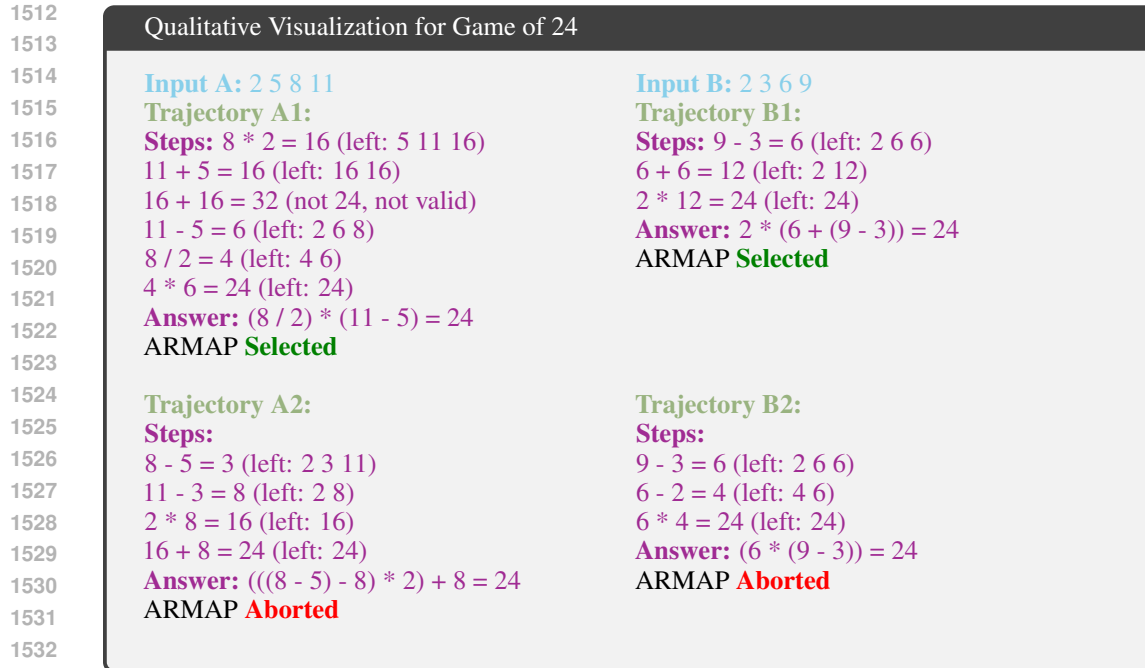 1512
1513
1514
1515
1516
1517
1518
1519
1520
1521
1522
1523
1524
1525
1526
1527
1528
1529
1530
1531
1532
Qualitative Visualization for Game of 24
Input A: 2 5 8 11
Trajectory A1:
Steps: 8 * 2 = 16 (left: 5 11 16)
11 + 5 = 16 (left: 16 16)
16 + 16 = 32 (not 24, not valid)
11 - 5 = 6 (left: 2 6 8)
8 / 2 = 4 (left: 4 6)
4 * 6 = 24 (left: 24)
Answer: (8 / 2) * (11 - 5) = 24
ARMAP Selected
Input B: 2 3 6 9
Trajectory B1:
Steps: 9 - 3 = 6 (left: 2 6 6)
6 + 6 = 12 (left: 2 12)
2 * 12 = 24 (left: 24)
Answer: 2 * (6 + (9 - 3)) = 24
ARMAP Selected
Trajectory A2:
Steps:
8 - 5 = 3 (left: 2 3 11)
11 - 3 = 8 (left: 2 8)
2 * 8 = 16 (left: 16)
16 + 8 = 24 (left: 24)
Answer: (((8 - 5) - 8) * 2) + 8 = 24
ARMAP Aborted
Trajectory B2:
Steps:
9 - 3 = 6 (left: 2 6 6)
6 - 2 = 4 (left: 4 6)
6 * 4 = 24 (left: 24)
Answer: (6 * (9 - 3)) = 24
ARMAP Aborted